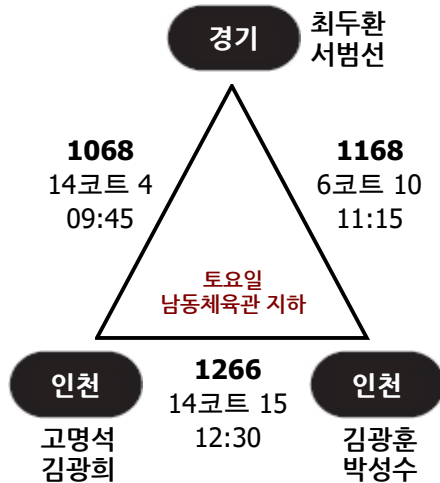 경기
최두환
서범선
1068
14코트 4
09:45
1168
6코트 10
11:15
토요일
남동체육관 지하
인천
고명석
김광희
1266
14코트 15
12:30
인천
김광훈
박성수